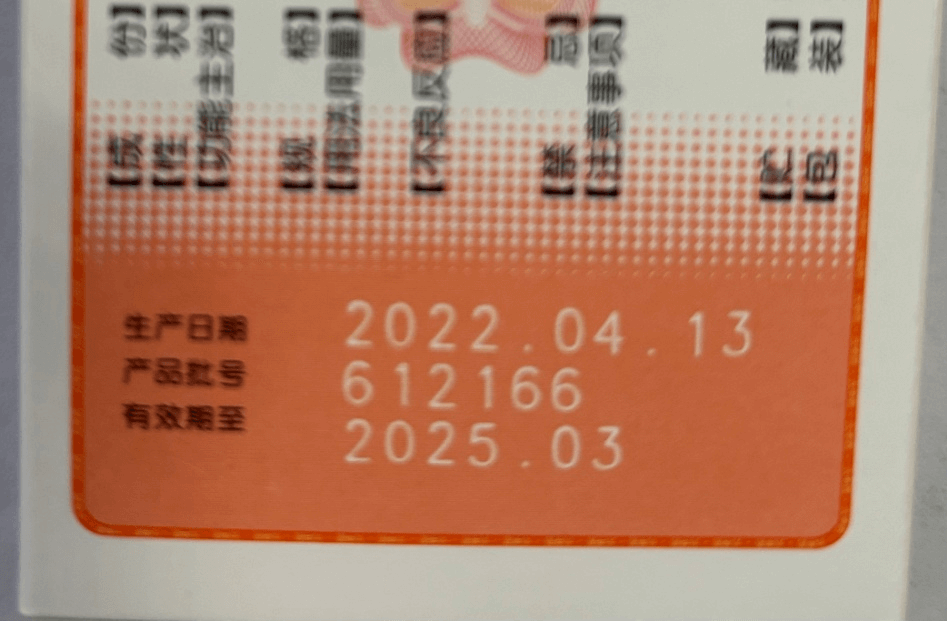 【成份】
【性状】
【功能主治】
【规格】
【用法用量】
【不良反应】
【禁忌】
【注意事项】
【贮藏】
【包装】
生产日期 2022.04.13
产品批号 612166
有效期至 2025.03